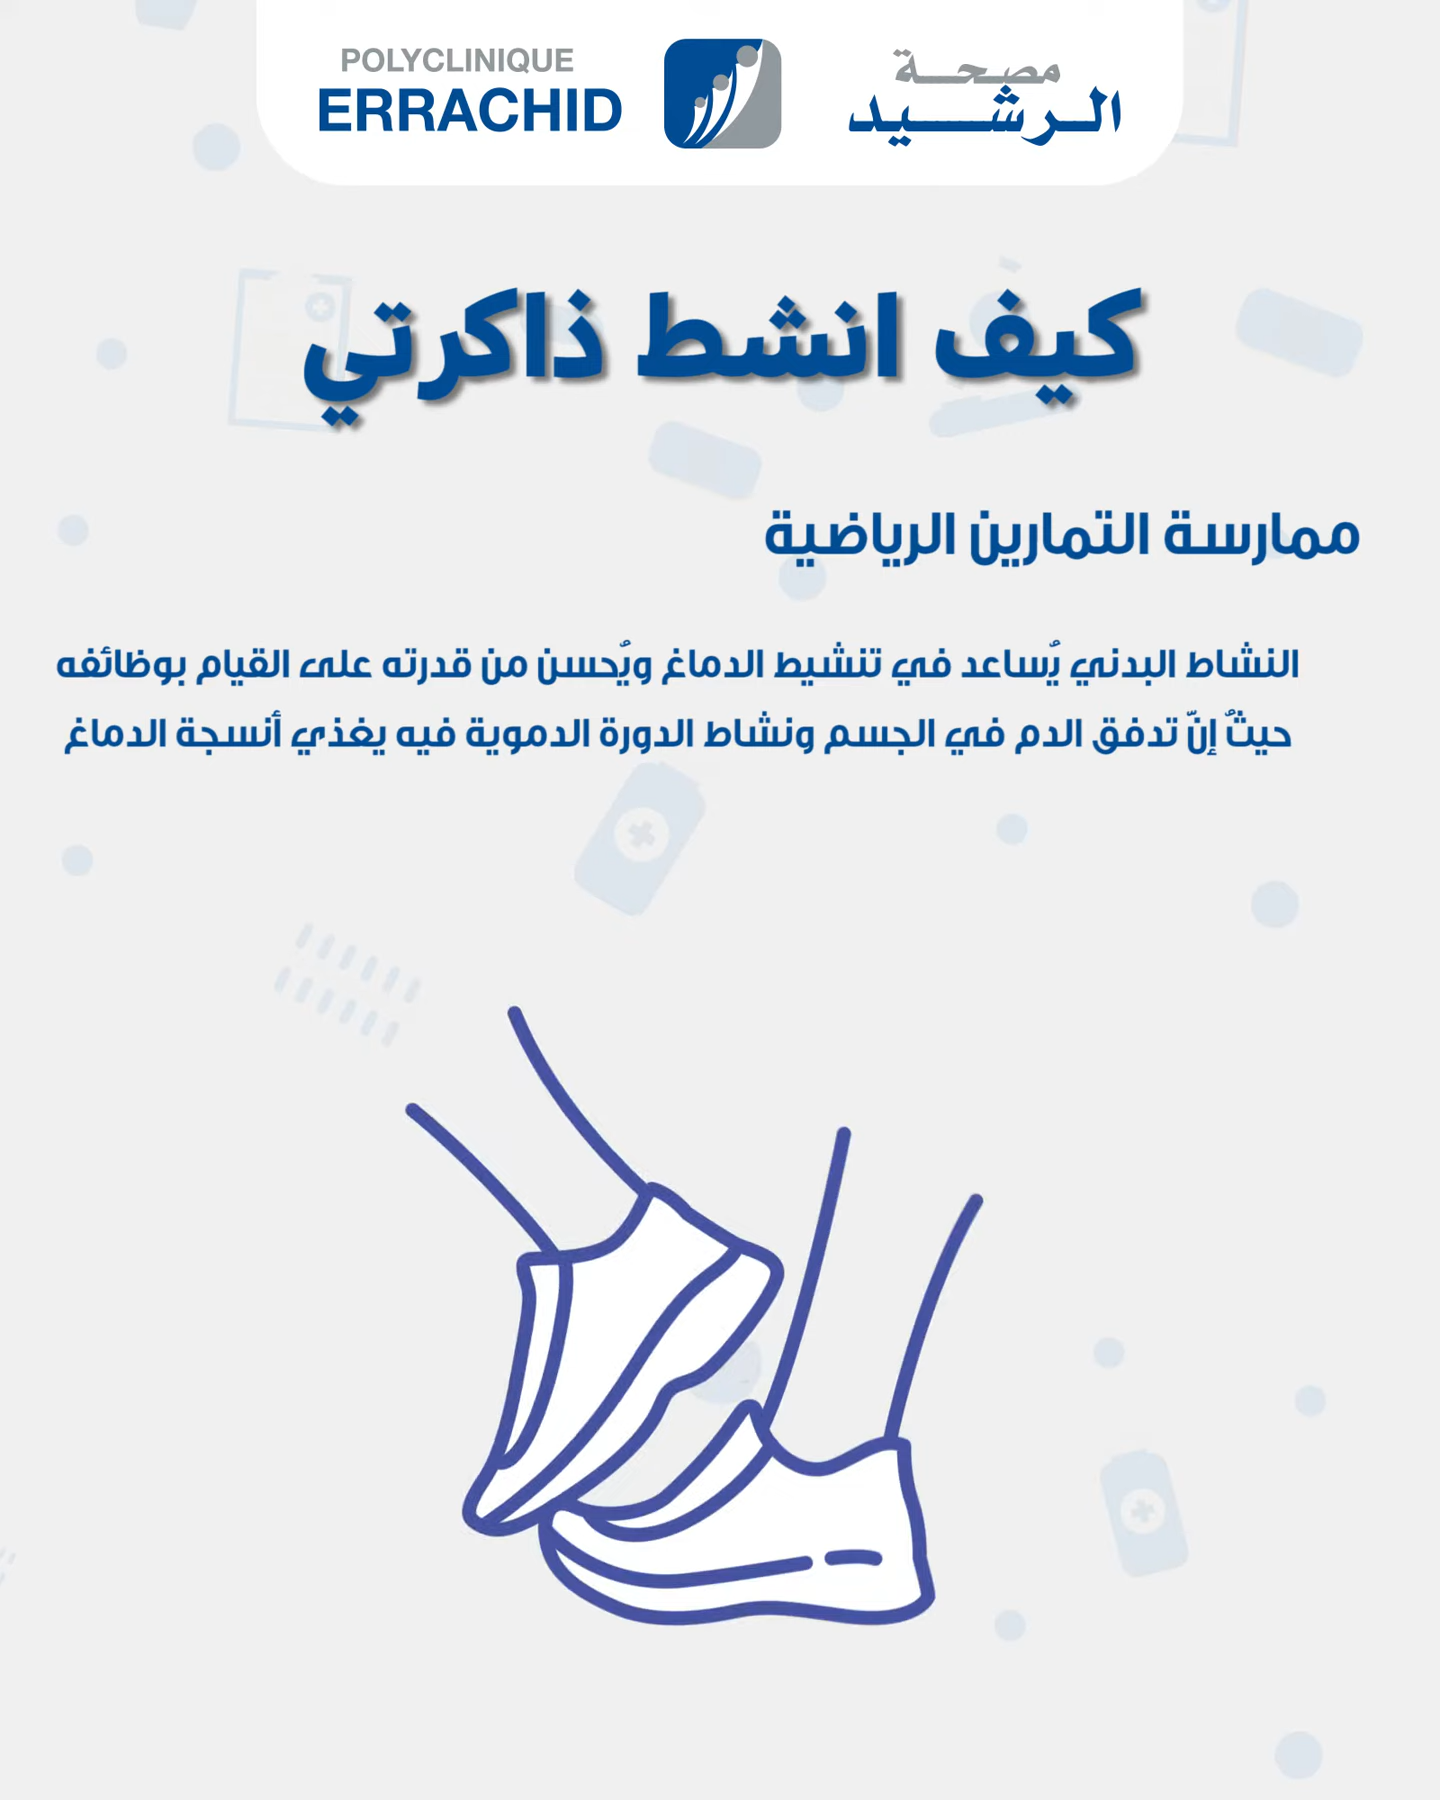 POLYCLINIQUE
ERRACHID
مصحة
الرشيد
كيف انشط ذاكرتي
ممارسة التمارين الرياضية
النشاط البدني يُساعد في تنشيط الدماغ ويُحسن من قدرته على القيام بوظائفه
حيثُ إنّ تدفق الدم في الجسم ونشاط الدورة الدموية فيه يغذي أنسجة الدماغ